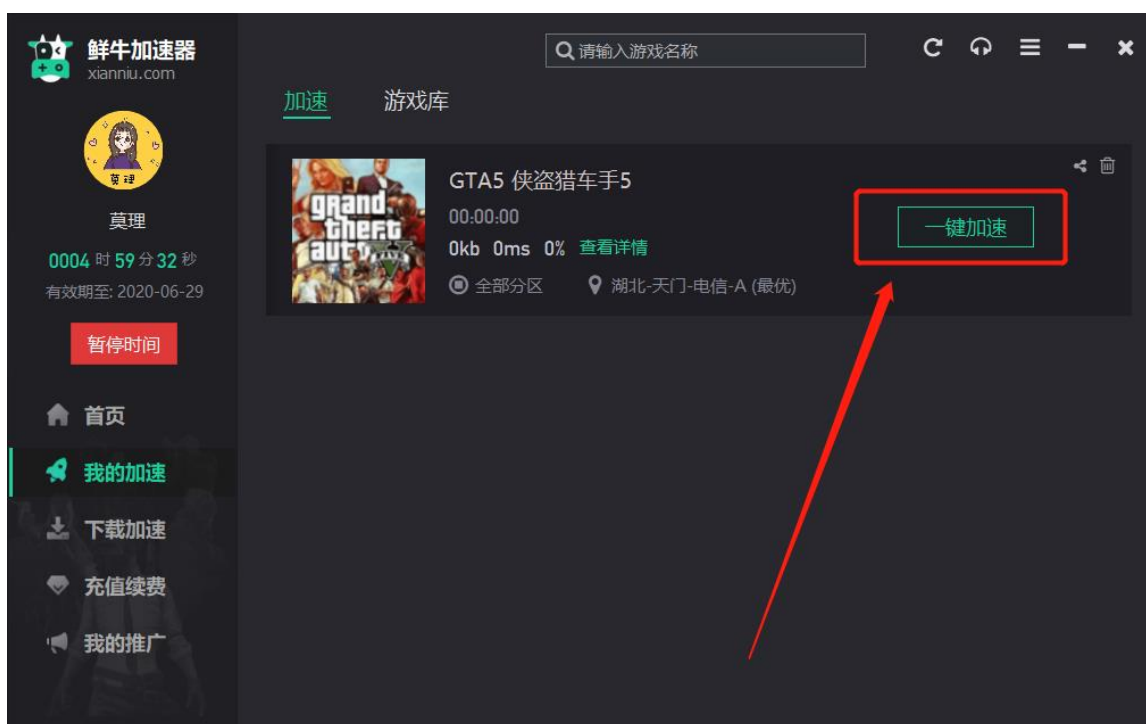 鲜牛加速器
xianniu.com
请输入游戏名称
加速 游戏库
莫理
莫理
0004 时 59 分 32 秒
有效期至: 2020-06-29
暂停时间
首页
我的加速
下载加速
充值续费
我的推广
grand
theft
auto V
GTA5 侠盗猎车手5
00:00:00
0kb 0ms 0% 查看详情
全部分区 湖北-天门-电信-A (最优)
一键加速